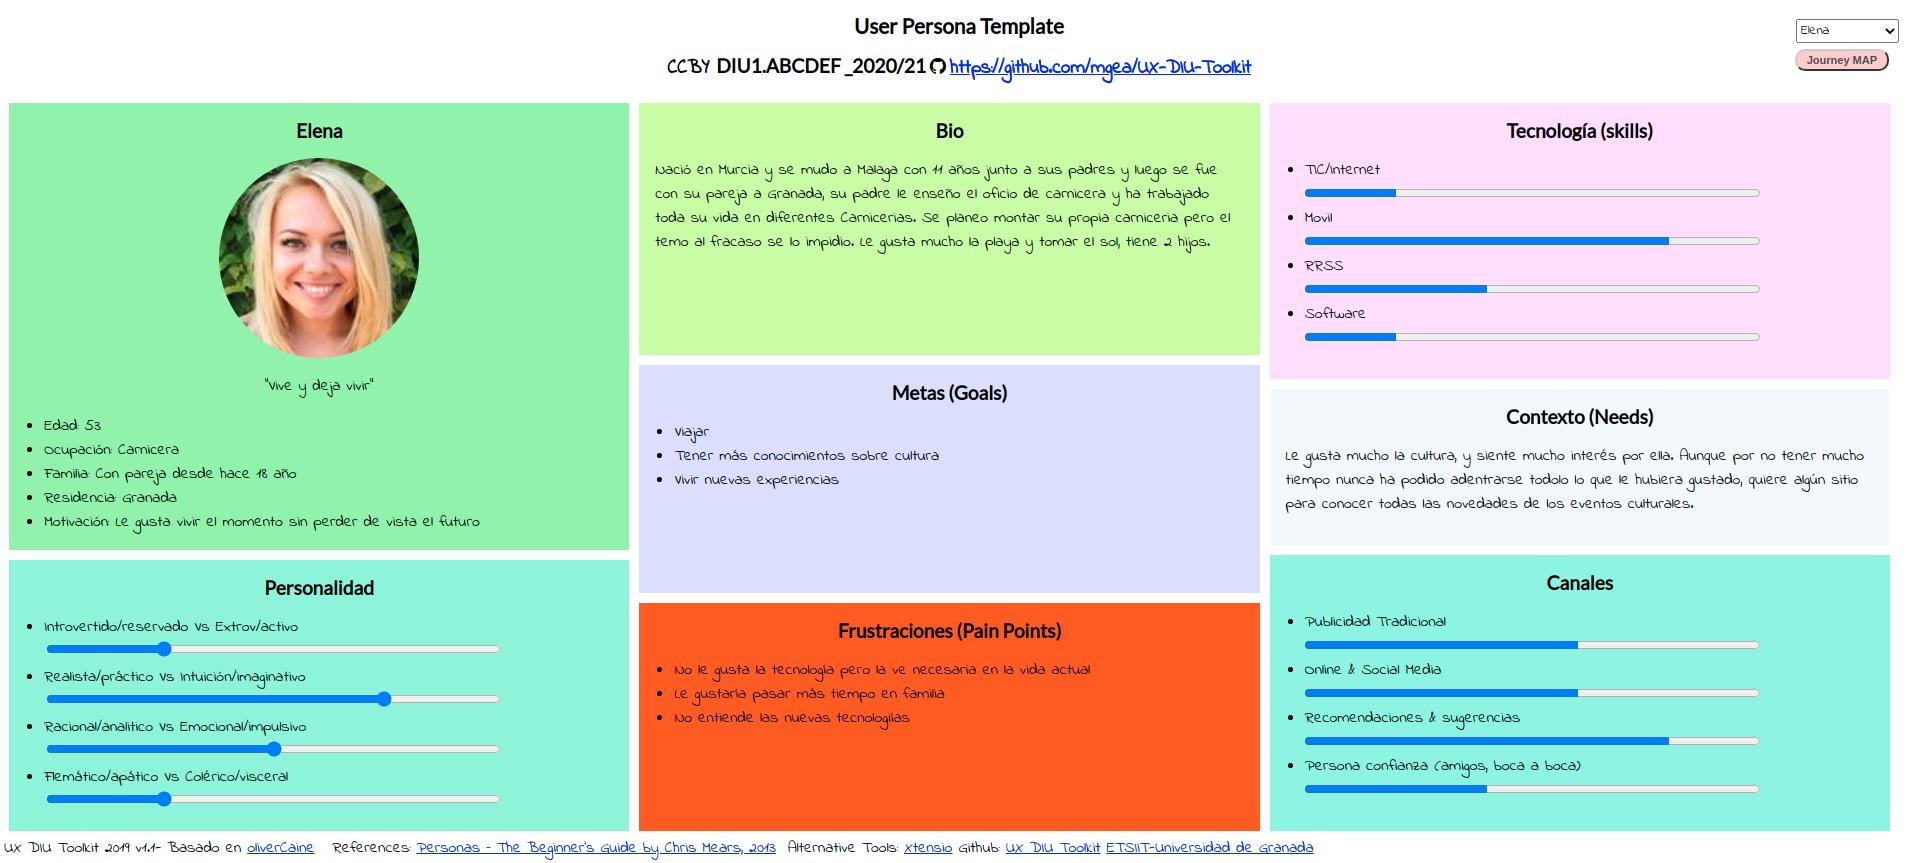 User Persona Template
CCBY DIU1.ABCDEF _2020/21 https://github.com/mgea/UX-DIU-Toolkit
Elena
Journey MAP
Elena
"Vive y deja vivir"
Edad: 53
Ocupación: Carnicera
Familia: Con pareja desde hace 18 año
Residencia: Granada
Motivación: Le gusta vivir el momento sin perder de vista el futuro
Personalidad
Introvertido/reservado Vs Extrov/activo
Realista/práctico Vs Intuición/imaginativo
Racional/analitico Vs Emocional/impulsivo
Flemático/apático Vs Colérico/visceral
Bio
Nació en Murcia y se mudo a Malaga con 11 años junto a sus padres y luego se fue
con su pareja a Granada, su padre le enseño el oficio de carnicera y ha trabajado
toda su vida en diferentes Carnicerias. Se planeo montar su propia carniceria pero el
temo al fracaso se lo impidio. Le gusta mucho la playa y tomar el sol, tiene 2 hijos.
Metas (Goals)
Viajar
Tener más conocimientos sobre cultura
Vivir nuevas experiencias
Frustraciones (Pain Points)
No le gusta la tecnología pero la ve necesaria en la vida actual
Le gustaría pasar más tiempo en familia
No entiende las nuevas tecnologíias
Tecnología (skills)
TIC/Internet
Movil
RRSS
Software
Contexto (Needs)
Le gusta mucho la cultura, y siente mucho interés por ella. Aunque por no tener mucho
tiempo nunca ha podido adentrarse todolo lo que le hubiera gustado, quiere algún sitio
para conocer todas las novedades de los eventos culturales.
Canales
Publicidad Tradicional
Online & Social Media
Recomendaciones & sugerencias
Persona confianza (amigos, boca a boca)
UX DIU Toolkit 2019 v1.1- Basado en oliverCaine References: Personas - The Beginner's Guide by Chris Mears, 2013 Alternative Tools: Xtensio Github: UX DIU Toolkit ETSIIT-Universidad de Granada